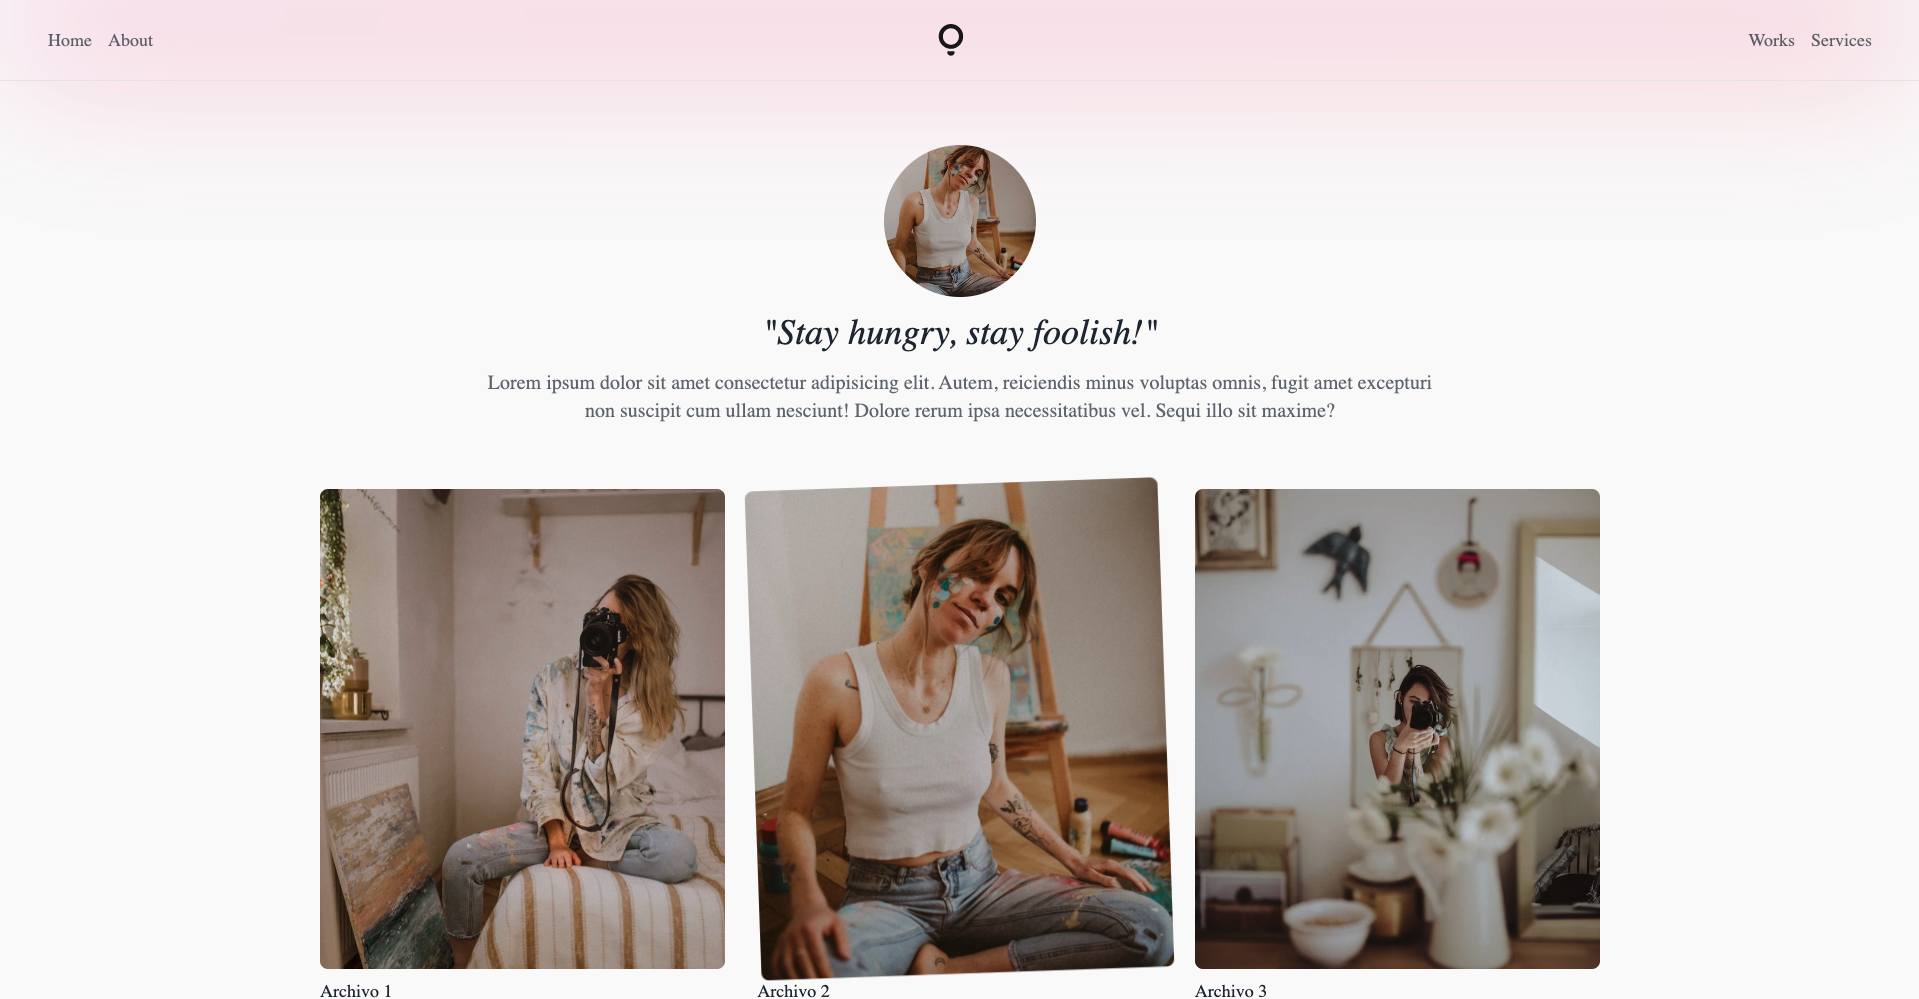 Home About
Works Services
"Stay hungry, stay foolish!"
Lorem ipsum dolor sit amet consectetur adipisicing elit. Autem, reiciendis minus voluptas omnis, fugit amet excepturi
non suscipit cum ullam nesciunt! Dolore rerum ipsa necessitatibus vel. Sequi illo sit maxime?
Archivo 1
Archivo 2
Archivo 3